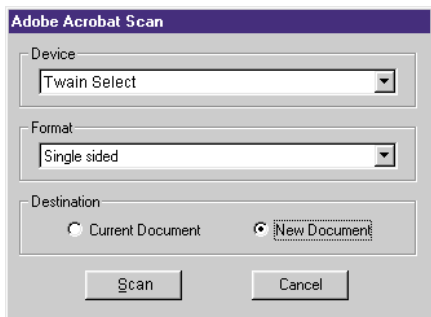 Adobe Acrobat Scan
Device
Twain Select
Format
Single sided
Destination
Current Document New Document
Scan Cancel